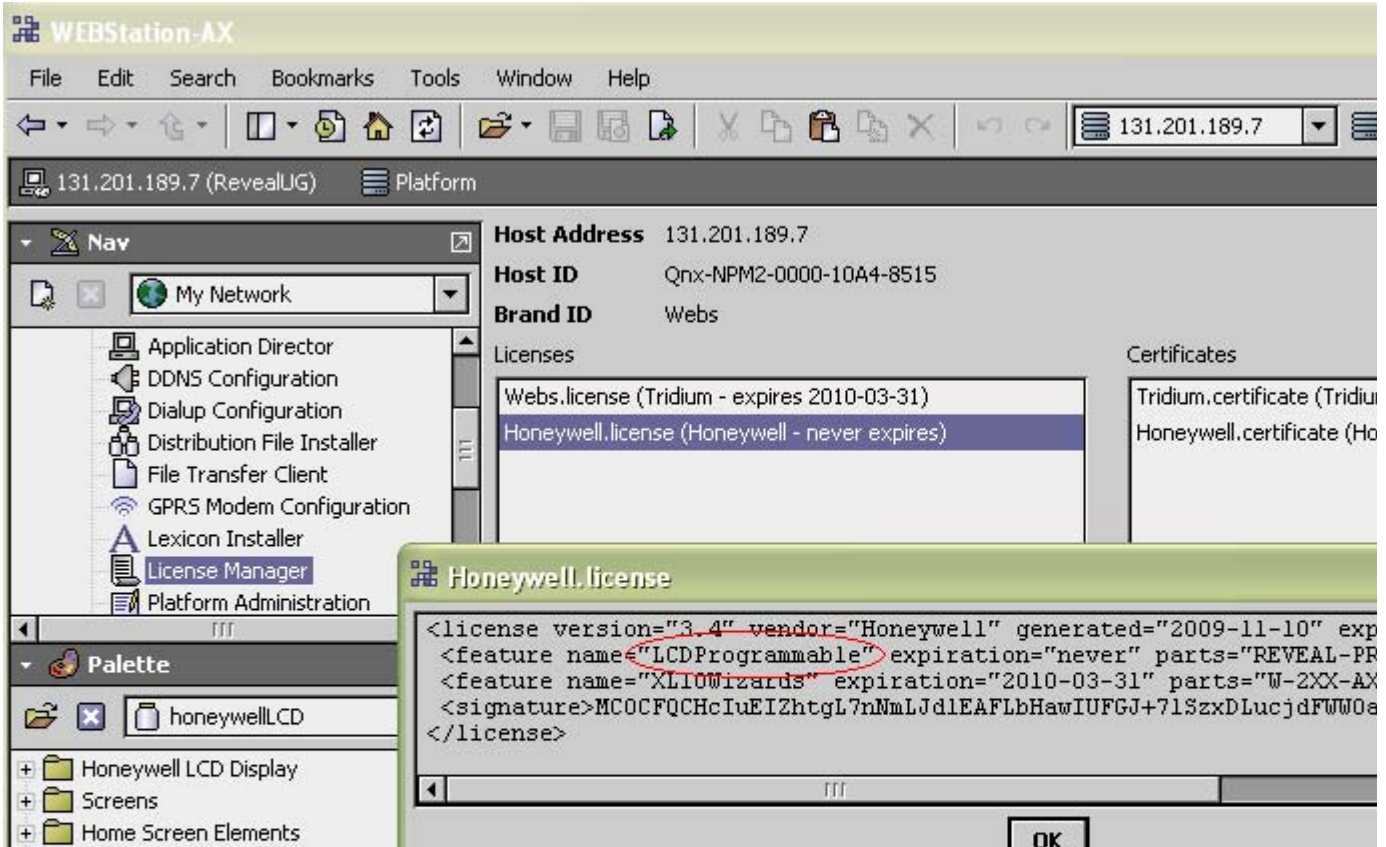 WEBStation-AX
File Edit Search Bookmarks Tools Window Help
131.201.189.7
131.201.189.7 (RevealUG) Platform
Nav
My Network
Application Director
DDNS Configuration
Dialup Configuration
Distribution File Installer
File Transfer Client
GPRS Modem Configuration
Lexicon Installer
License Manager
Platform Administration
Palette
honeywellLCD
Honeywell LCD Display
Screens
Home Screen Elements
Host Address 131.201.189.7
Host ID Qnx-NPM2-0000-10A4-8515
Brand ID Webs
Licenses
Webs.license (Tridium - expires 2010-03-31)
Honeywell.license (Honeywell - never expires)
Certificates
Tridium.certificate (Tridiu
Honeywell.certificate (Ho
Honeywell.license
<license version="3.4" vendor="Honeywell" generated="2009-11-10" exp
<feature name="LCDProgrammable" expiration="never" parts="REVEAL-PR
<feature name="XLIOWizards" expiration="2010-03-31" parts="W-2XX-AX
<signature>
</license>
OK